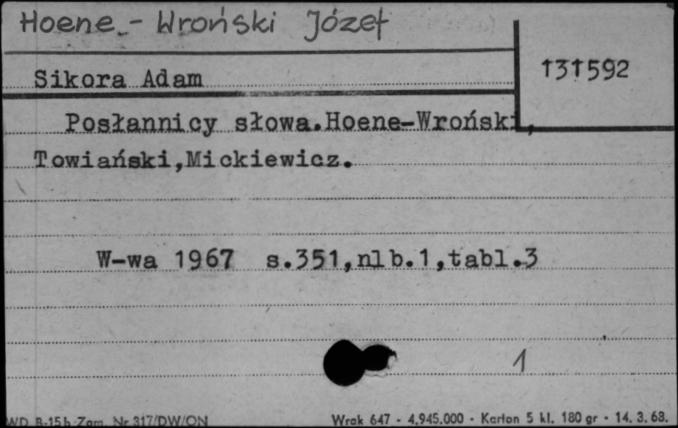 Hoene - Wroński Józef
131592
Sikora Adam
Posłannicy słowa.Hoene-Wroński,
Towiański,Mickiewicz.
W-wa 1967 s.351,nlb.1,tabl.3
1
WD B-15b Zam. Nr 317/DW/ON
Wrak 647 - 4.945.000 - Karton 5 kl. 180 gr - 14. 3. 68.